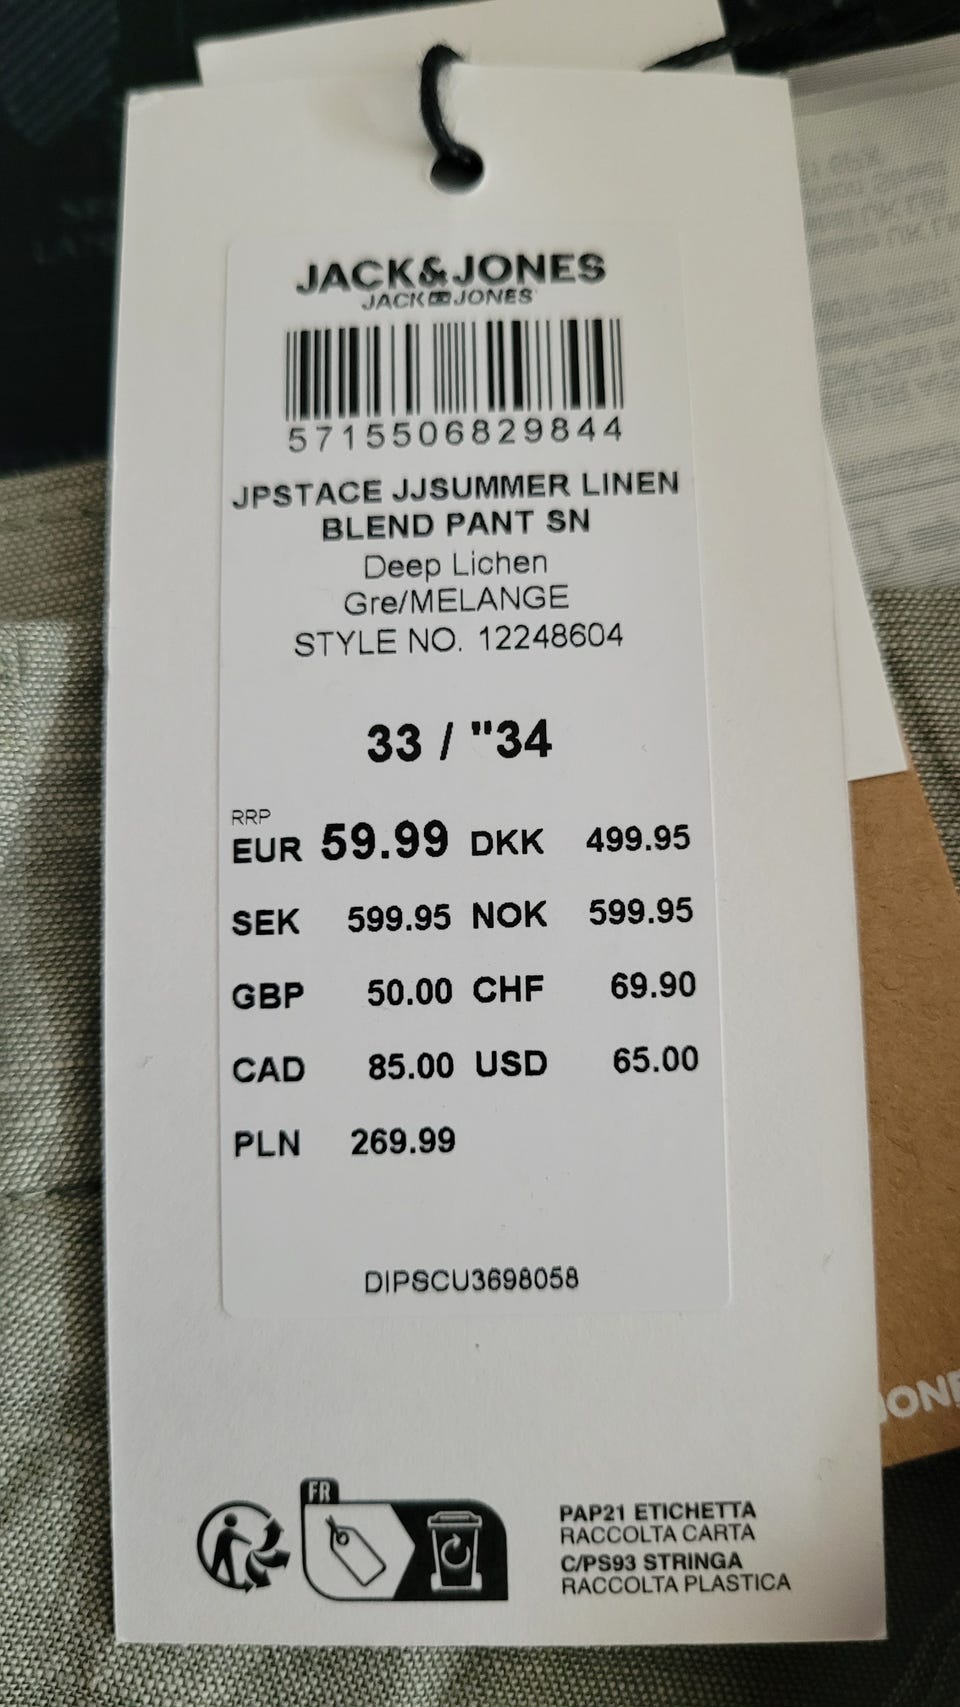 JACK&JONES
JACK JONES
5715506829844
JPSTACE JJSUMMER LINEN
BLEND PANT SN
Deep Lichen
Gre/MELANGE
STYLE NO. 12248604
33 / "34
RRP
EUR 59.99 DKK 499.95
SEK 599.95 NOK 599.95
GBP 50.00 CHF 69.90
CAD 85.00 USD 65.00
PLN 269.99
DIPSCU3698058
FR
PAP21 ETICHETTA
RACCOLTA CARTA
C/PS93 STRINGA
RACCOLTA PLASTICA